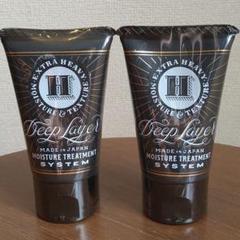 EXTRA HEAVY
H
MOISTURE & TEXTURE
Deep Layer
MADE IN JAPAN
MOISTURE TREATMENT
SYSTEM
EXTRA HEAVY
H
MOISTURE & TEXTURE
Deep Layer
MADE IN JAPAN
MOISTURE TREATMENT
SYSTEM